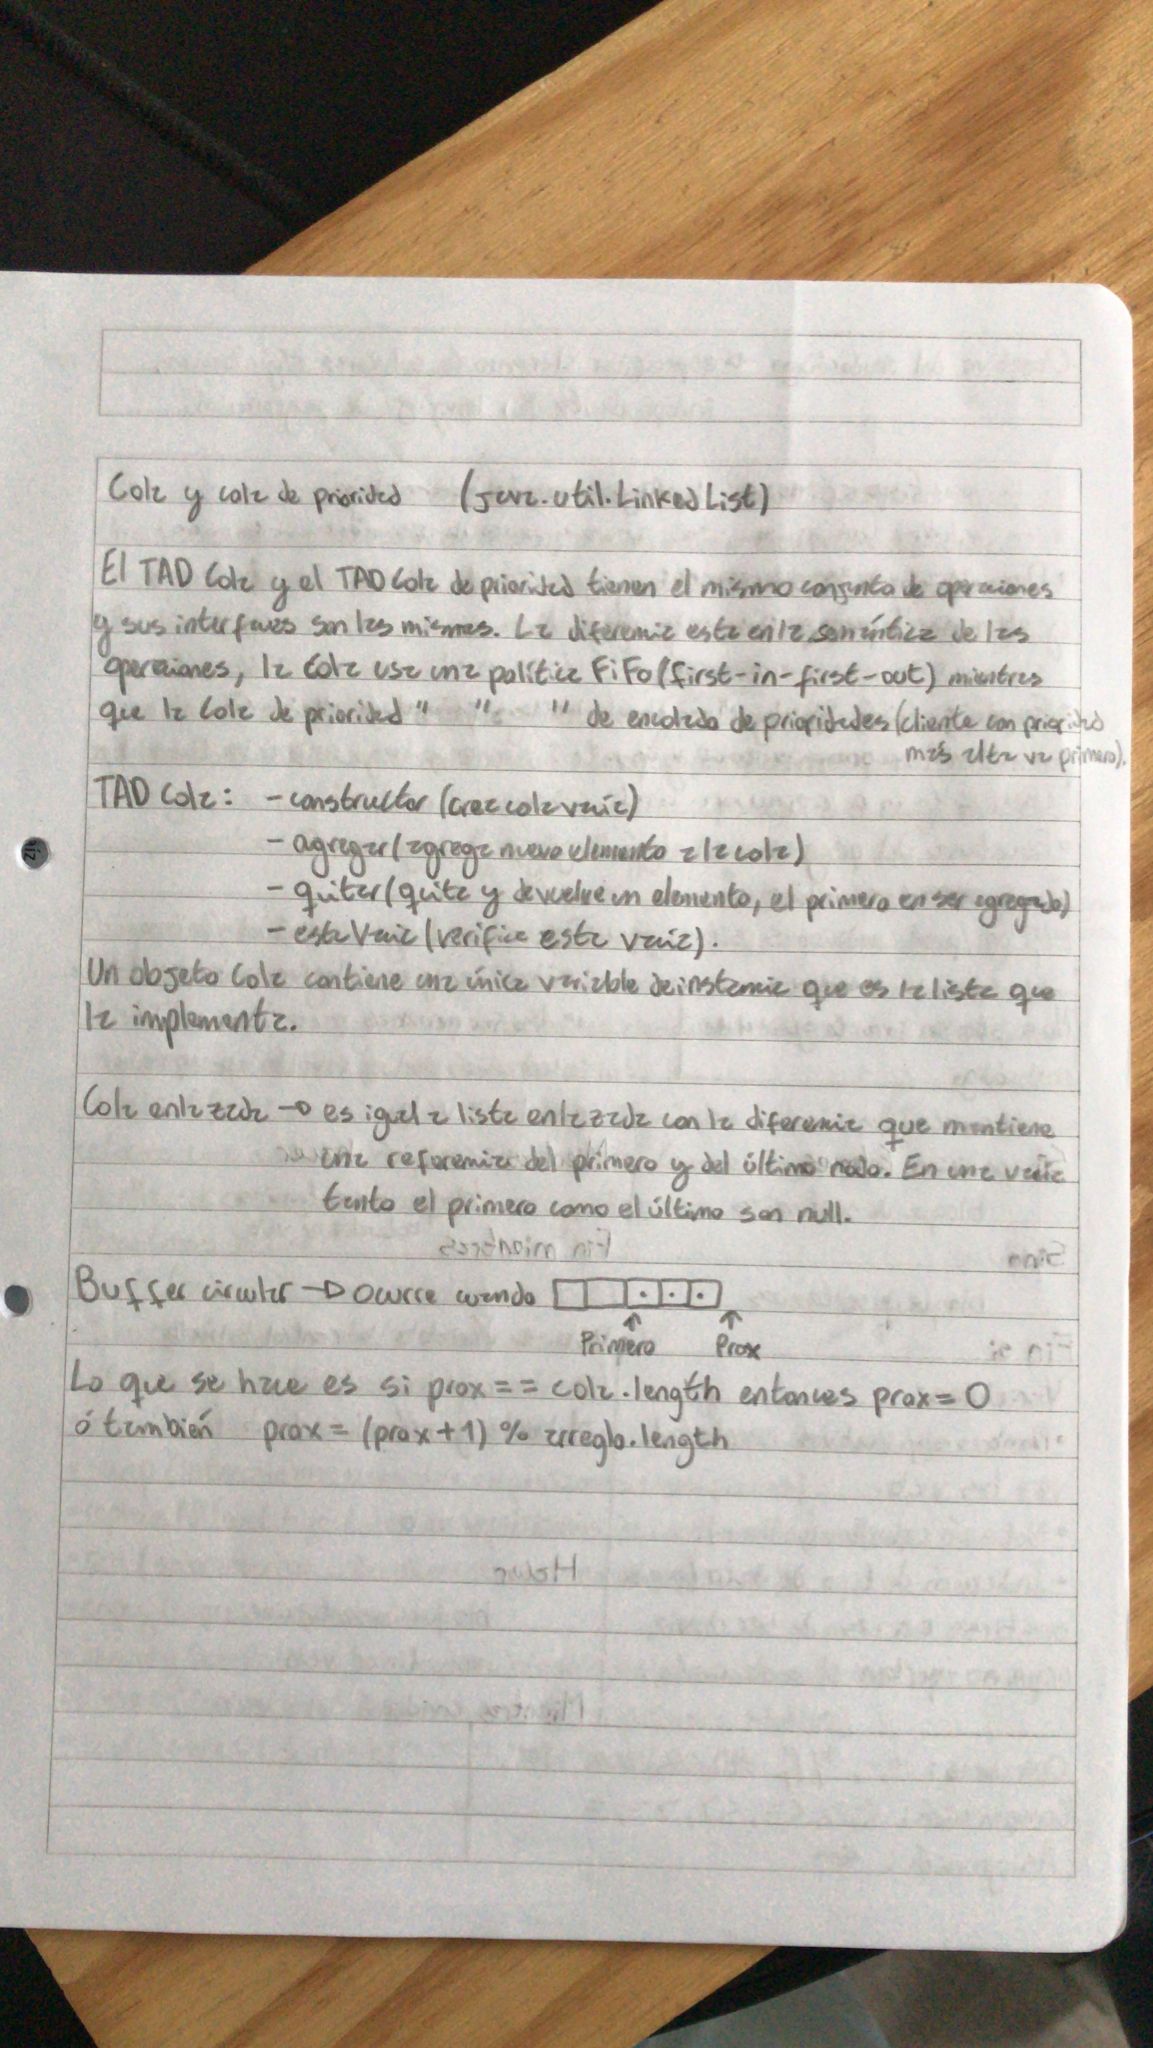 Cola y cola de prioridad (java.util.LinkedList)
El TAD Cola y el TAD Cola de prioridad tienen el mismo conjunto de operaciones
y sus interfaces son las mismas. La diferencia esta en la semántica de las
operaciones, la Cola usa una política FiFo (first-in-first-out) mientras
que la Cola de prioridad " " " de encolado de prioridades (cliente con prioridad
más alta va primero).
TAD Cola: - constructor (crea cola vacía)
- agregar (agrega nuevo elemento a la cola)
- quitar (quita y devuelve un elemento, el primero en ser agregado)
- estaVacia (verifica esta vacía).
Un objeto Cola contiene una única variable de instancia que es la lista que
la implementa.
Cola enlazada → es igual a lista enlazada con la diferencia que mantiene
una referencia del primero y del último nodo. En una vacía
tanto el primero como el último son null.
Buffer circular → Ocurre cuando
Primero Prox
Lo que se hace es si prox == cola.length entonces prox = 0
ó también prox = (prox + 1) % arreglo.length